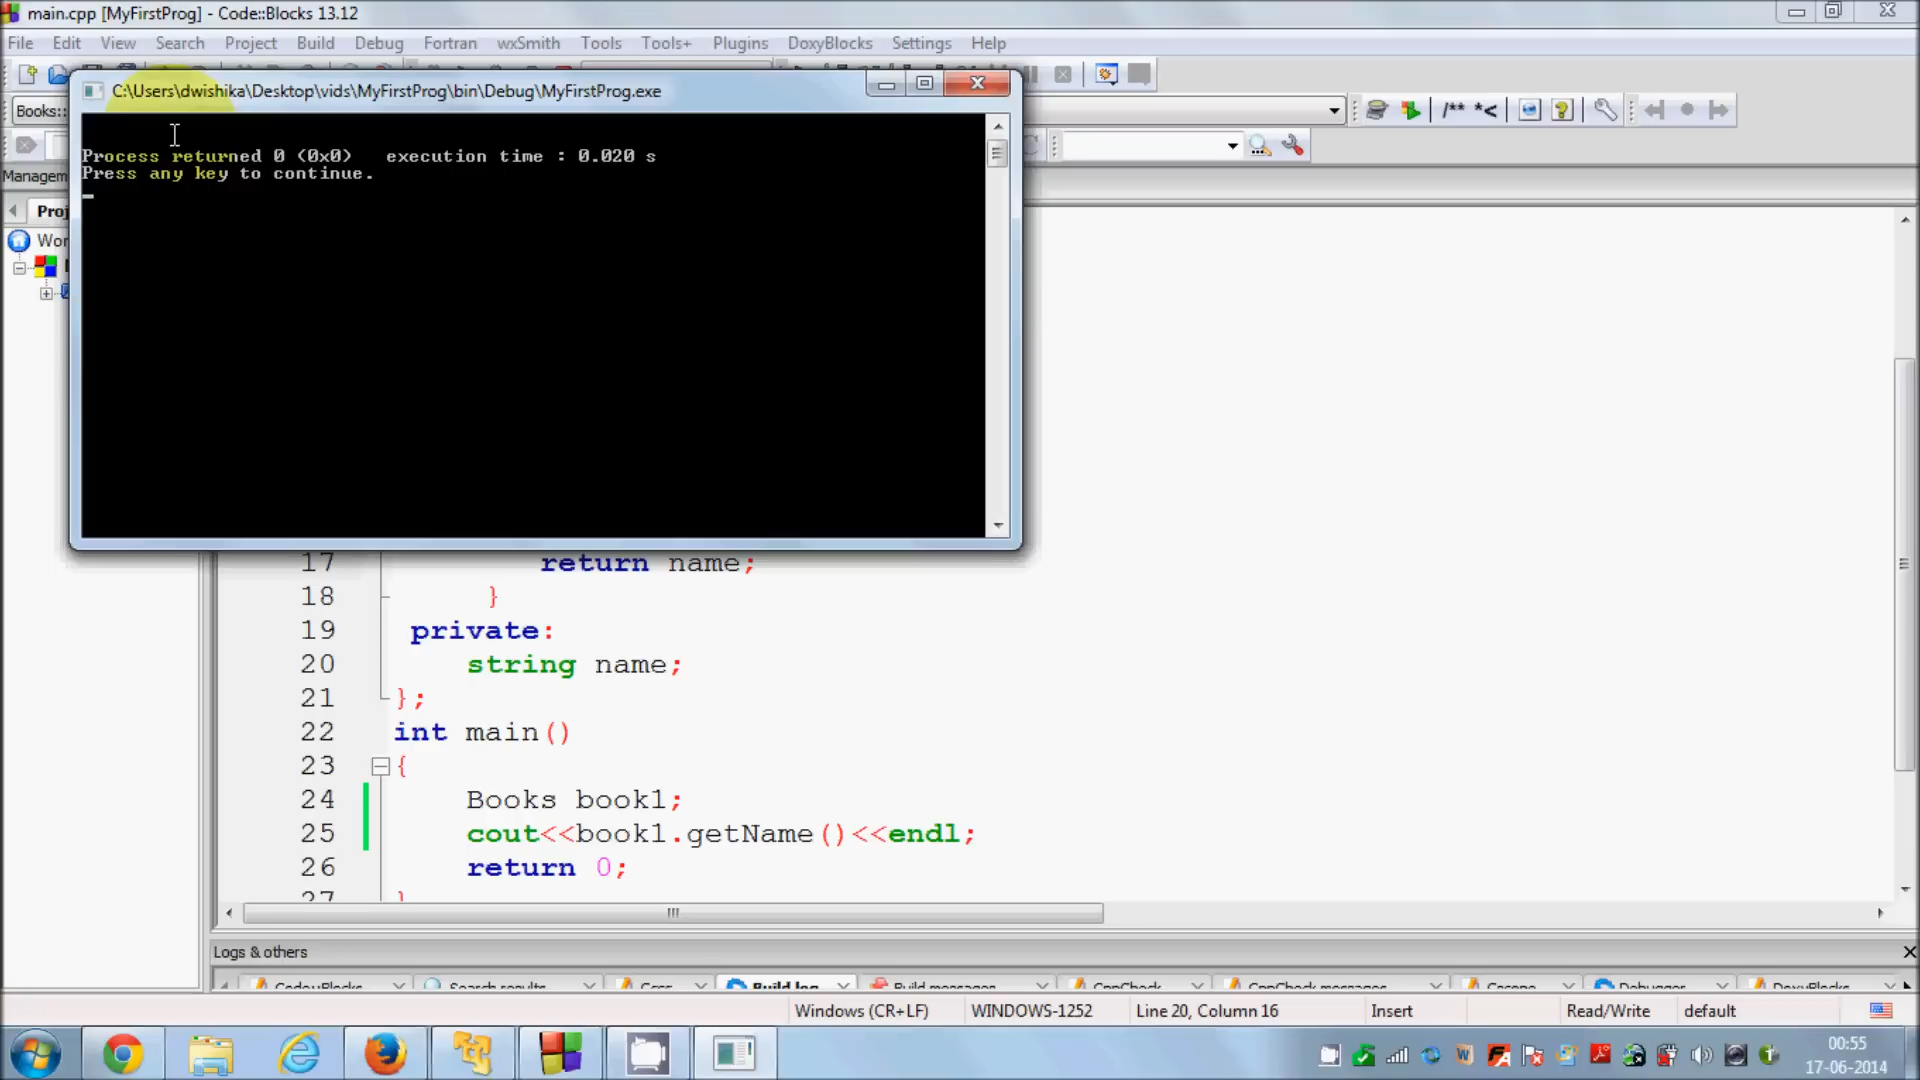 main.cpp [MyFirstProg] - Code::Blocks 13.12
File Edit View Search Project Build Debug Fortran wxSmith Tools Tools+ Plugins DoxyBlocks Settings Help
C:\Users\dwishika\Desktop\vids\MyFirstProg\bin\Debug\MyFirstProg.exe
Books::
/** *<
Process returned 0 (0x0)   execution time : 0.020 s
Press any key to continue.
17 return name;
18 }
19 private:
20 string name;
21 };
22 int main()
23 {
24 Books book1;
25 cout<<book1.getName()<<endl;
26 return 0;
27 }
Logs & others
Search results Cccc Build log Build messages CppCheck CppCheck messages Cscope Debugger DoxyBlocks
Windows (CR+LF) WINDOWS-1252 Line 20, Column 16 Insert Read/Write default
00:55
17-06-2014